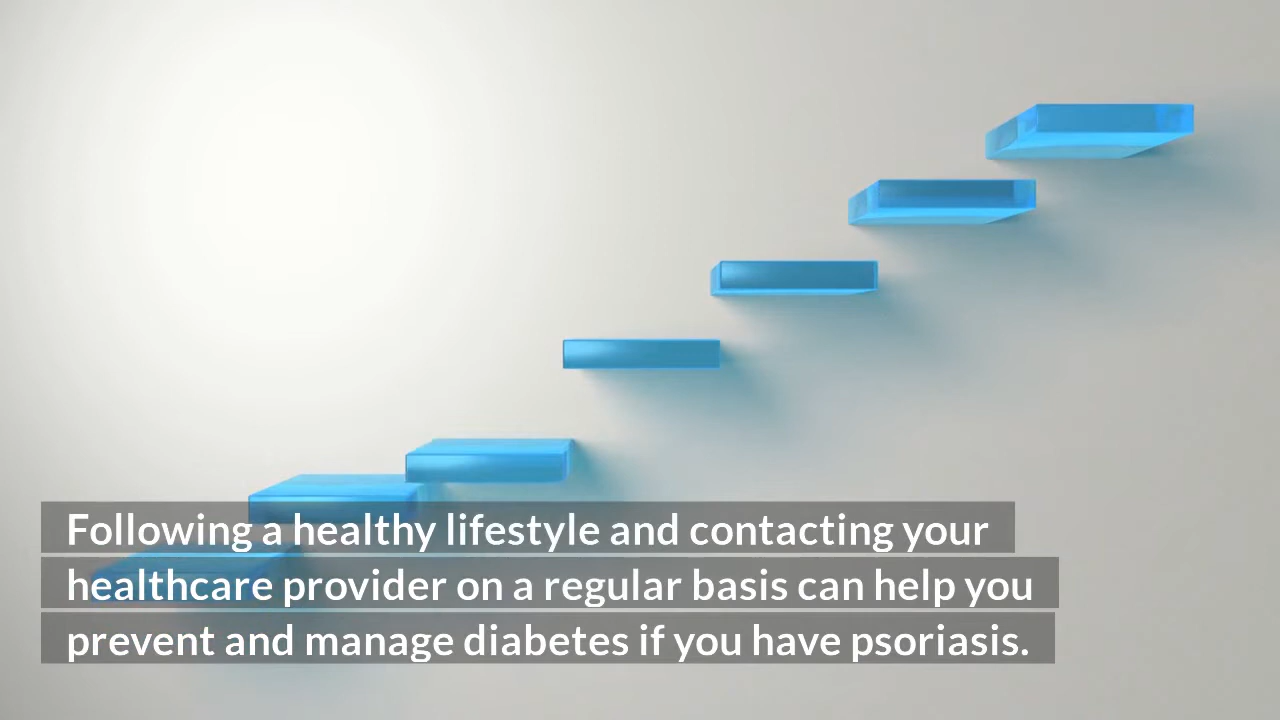 Following a healthy lifestyle and contacting your
healthcare provider on a regular basis can help you
prevent and manage diabetes if you have psoriasis.